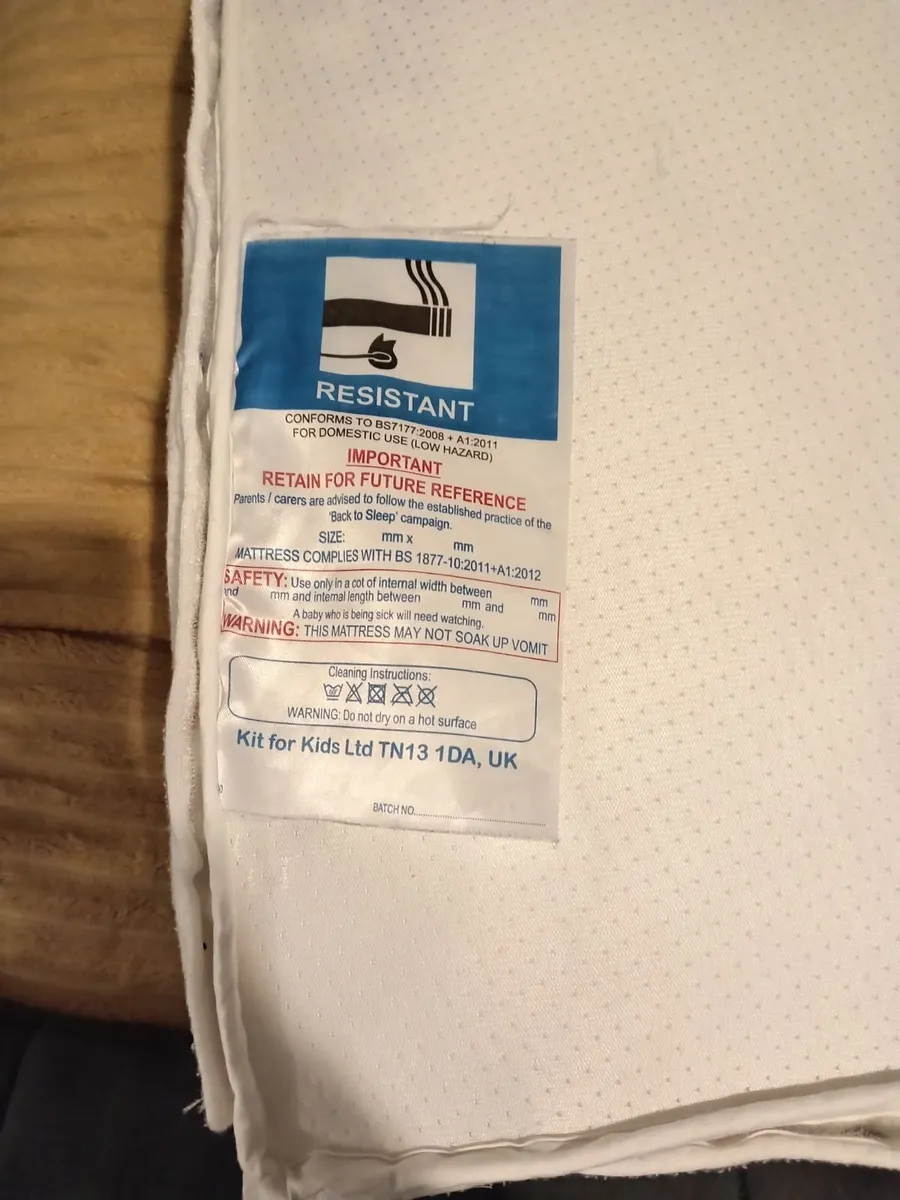 RESISTANT
CONFORMS TO BS7177:2008 + A1:2011
FOR DOMESTIC USE (LOW HAZARD)
IMPORTANT
RETAIN FOR FUTURE REFERENCE
Parents / carers are advised to follow the established practice of the
'Back to Sleep' campaign.
SIZE: mm x mm
MATTRESS COMPLIES WITH BS 1877-10:2011+A1:2012
SAFETY: Use only in a cot of internal width between mm
and mm and internal length between mm and mm
A baby who is being sick will need watching.
WARNING: THIS MATTRESS MAY NOT SOAK UP VOMIT
Cleaning Instructions:
WARNING: Do not dry on a hot surface
Kit for Kids Ltd TN13 1DA, UK
BATCH NO.